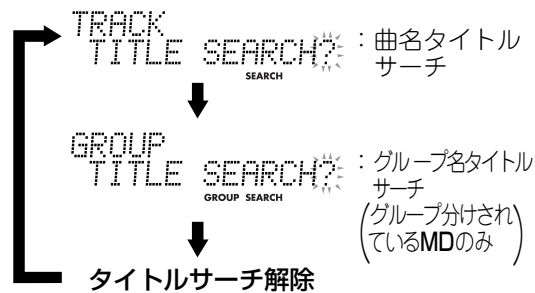 TRACK
TITLE SEARCH?
SEARCH
：曲名タイトル
サーチ
GROUP
TITLE SEARCH?
GROUP SEARCH
：グループ名タイトル
サーチ
(グループ分けされ
ているMDのみ)
タイトルサーチ解除